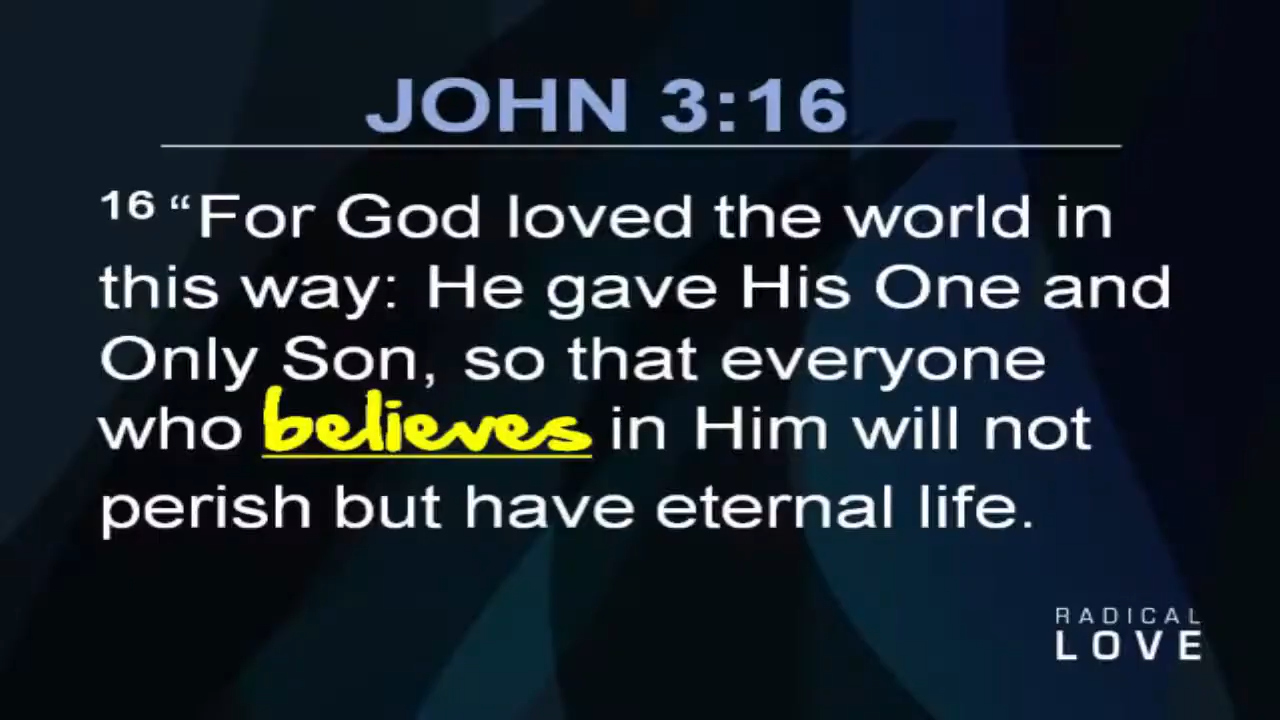 JOHN 3:16
16 “For God loved the world in
this way: He gave His One and
Only Son, so that everyone
who believes in Him will not
perish but have eternal life.
RADICAL
LOVE